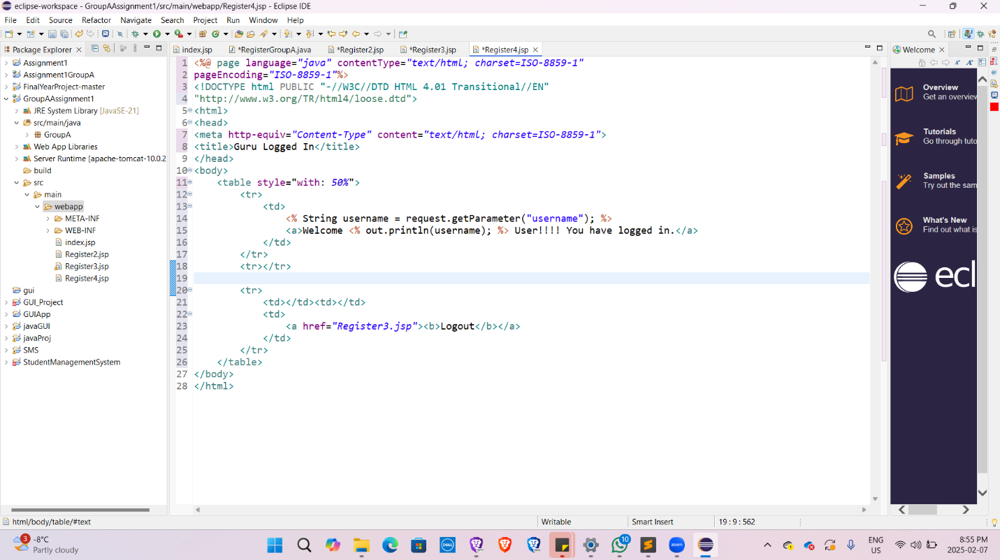 eclipse-workspace - GroupAAssignment1/src/main/webapp/Register4.jsp - Eclipse IDE
File Edit Source Refactor Navigate Search Project Run Window Help
Package Explorer
Assignment1
Assignment1GroupA
FinalYearProject-master
GroupAAssignment1
JRE System Library [JavaSE-21]
src/main/java
GroupA
Web App Libraries
Server Runtime [apache-tomcat-10.0.2
build
src
main
webapp
META-INF
WEB-INF
index.jsp
Register2.jsp
Register3.jsp
Register4.jsp
gui
GUI_Project
GUIApp
javaGUI
javaProj
SMS
StudentManagementSystem
index.jsp *RegisterGroupA.java *Register2.jsp *Register3.jsp *Register4.jsp
1 <%@ page language="java" contentType="text/html; charset=ISO-8859-1"
2 pageEncoding="ISO-8859-1"%>
3 <!DOCTYPE html PUBLIC "-//W3C//DTD HTML 4.01 Transitional//EN"
4 "http://www.w3.org/TR/html4/loose.dtd">
5 <html>
6 <head>
7 <meta http-equiv="Content-Type" content="text/html; charset=ISO-8859-1">
8 <title>Guru Logged In</title>
9 </head>
10 <body>
11 <table style="with: 50%">
12 <tr>
13 <td>
14 <% String username = request.getParameter("username"); %>
15 <a>Welcome <% out.println(username); %> User!!!! You have logged in.</a>
16 </td>
17 </tr>
18 <tr></tr>
19
20 <tr>
21 <td></td><td></td>
22 <td>
23 <a href="Register3.jsp"><b>Logout</b></a>
24 </td>
25 </tr>
26 </table>
27 </body>
28 </html>
Welcome
Overview
Get an overview
Tutorials
Go through tuto
Samples
Try out the sam
What's New
Find out what is
ecl
html/body/table/#text Writable Smart Insert 19 : 9 : 562
3
-8°C
Partly cloudy
DELL
10
zoom
ENG
US
8:55 PM
2025-02-07